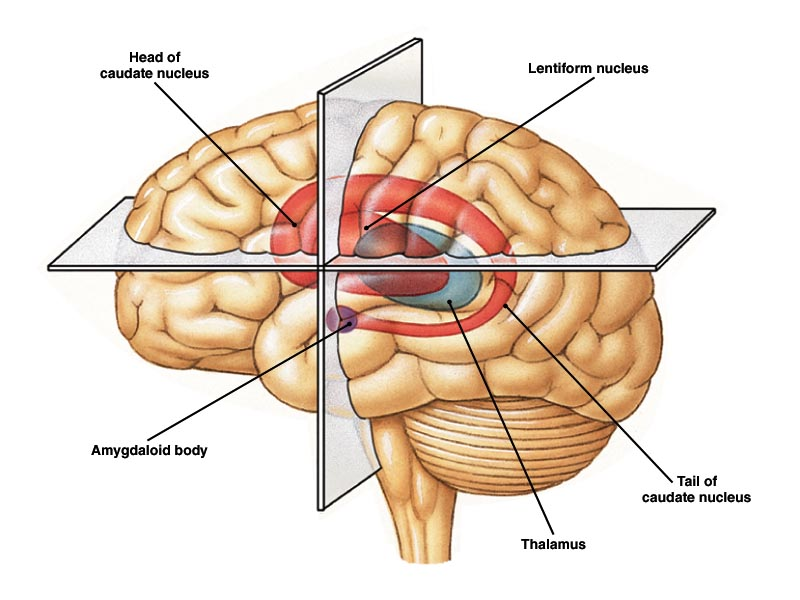 Head of
caudate nucleus
Lentiform nucleus
Amygdaloid body
Tail of
caudate nucleus
Thalamus